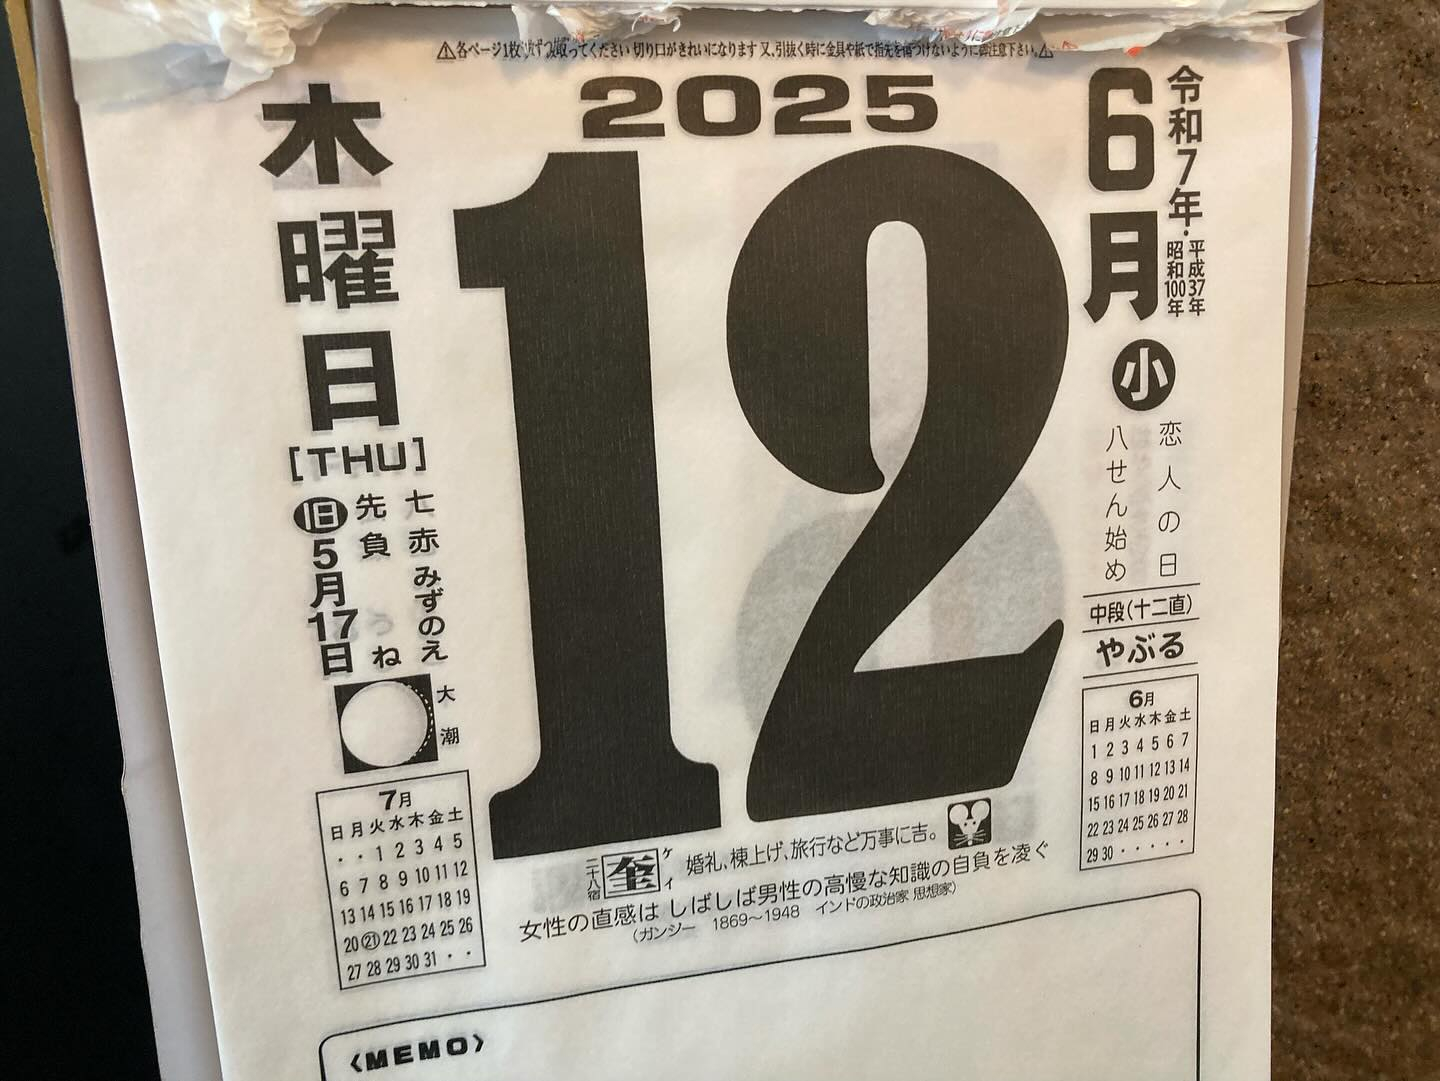 ⚠各ページ1枚ずつ抜取ってください 切り口がきれいになります 又、引抜く時に金具や紙で指先を傷つけないように御注意下さい。⚠
2025
6月
令和7年・平成37年
昭和100年
小
木曜日
[THU]
12
恋人の日
八せん始め
中段(十二直)
やぶる
七赤 みずのえ
先負 ね
旧5月17日
大潮
6月
日月火水木金土
1 2 3 4 5 6 7
8 9 10 11 12 13 14
15 16 17 18 19 20 21
22 23 24 25 26 27 28
29 30 ・ ・ ・ ・ ・
7月
日月火水木金土
・ ・ 1 2 3 4 5
6 7 8 9 10 11 12
13 14 15 16 17 18 19
20 ㉑ 22 23 24 25 26
27 28 29 30 31 ・ ・
二十八宿 奎 ケイ 婚礼、棟上げ、旅行など万事に吉。
女性の直感は しばしば男性の高慢な知識の自負を凌ぐ
(ガンジー 1869〜1948 インドの政治家 思想家)
〈MEMO〉